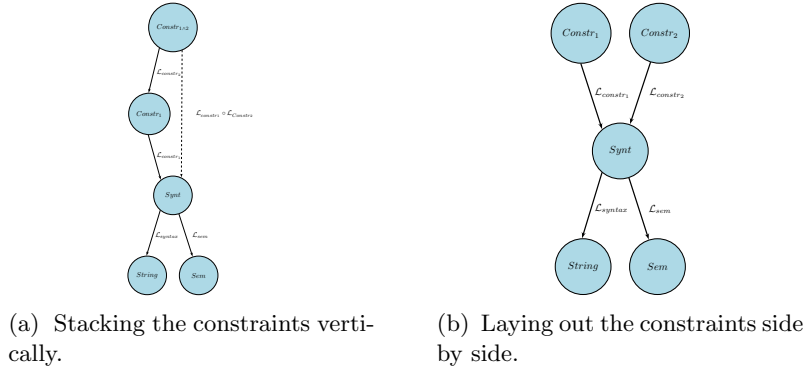 Constr₁∘₂
ℒconstr₂
Constr₁
ℒconstr₁ ∘ ℒConstr₂
ℒconstr₁
Synt
ℒsyntax
ℒsem
String
Sem
(a) Stacking the constraints verti-
cally.
Constr₁
Constr₂
ℒconstr₁
ℒconstr₂
Synt
ℒsyntax
ℒsem
String
Sem
(b) Laying out the constraints side
by side.